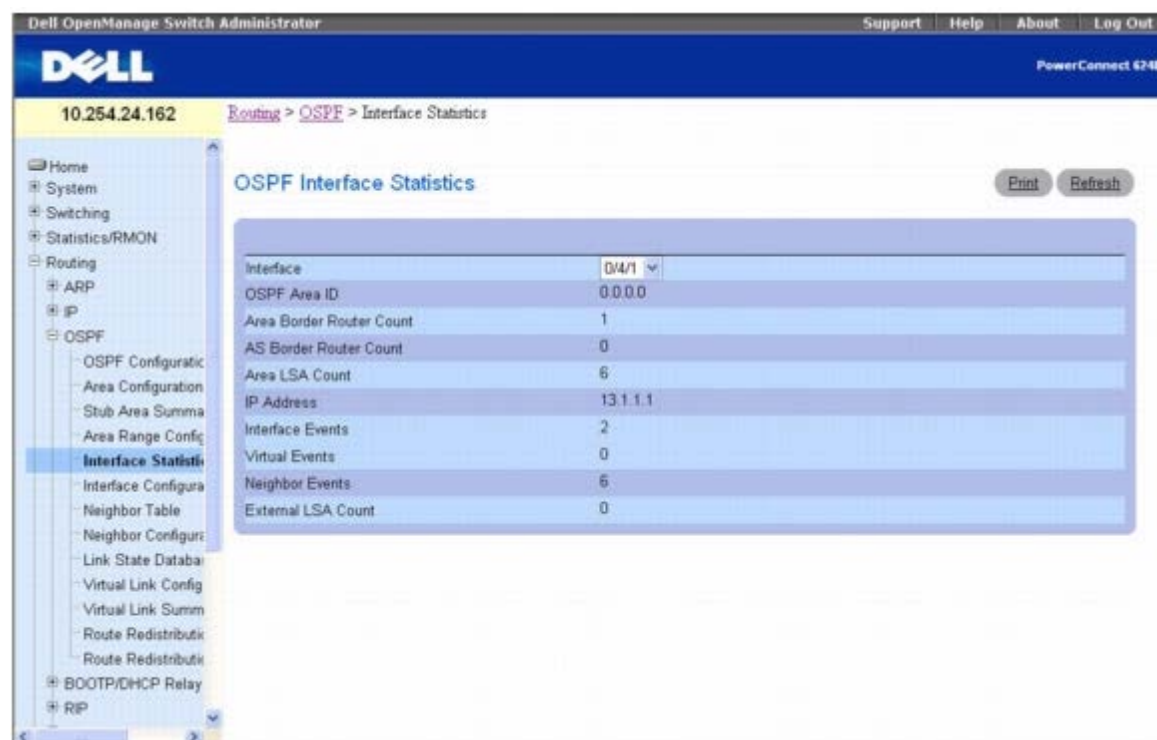 Dell OpenManage Switch Administrator
Support Help About Log Out
DELL
PowerConnect 624
10.254.24.162
Routing > OSPF > Interface Statistics
Home
System
Switching
Statistics/RMON
Routing
ARP
IP
OSPF
OSPF Configuratic
Area Configuration
Stub Area Summa
Area Range Config
Interface Statisti
Interface Configura
Neighbor Table
Neighbor Configura
Link State Databa
Virtual Link Config
Virtual Link Summ
Route Redistributi
Route Redistributi
BOOTP/DHCP Relay
RIP
OSPF Interface Statistics
Print Refresh
Interface 0/4/1
OSPF Area ID 0.0.0.0
Area Border Router Count 1
AS Border Router Count 0
Area LSA Count 6
IP Address 13.1.1.1
Interface Events 2
Virtual Events 0
Neighbor Events 6
External LSA Count 0